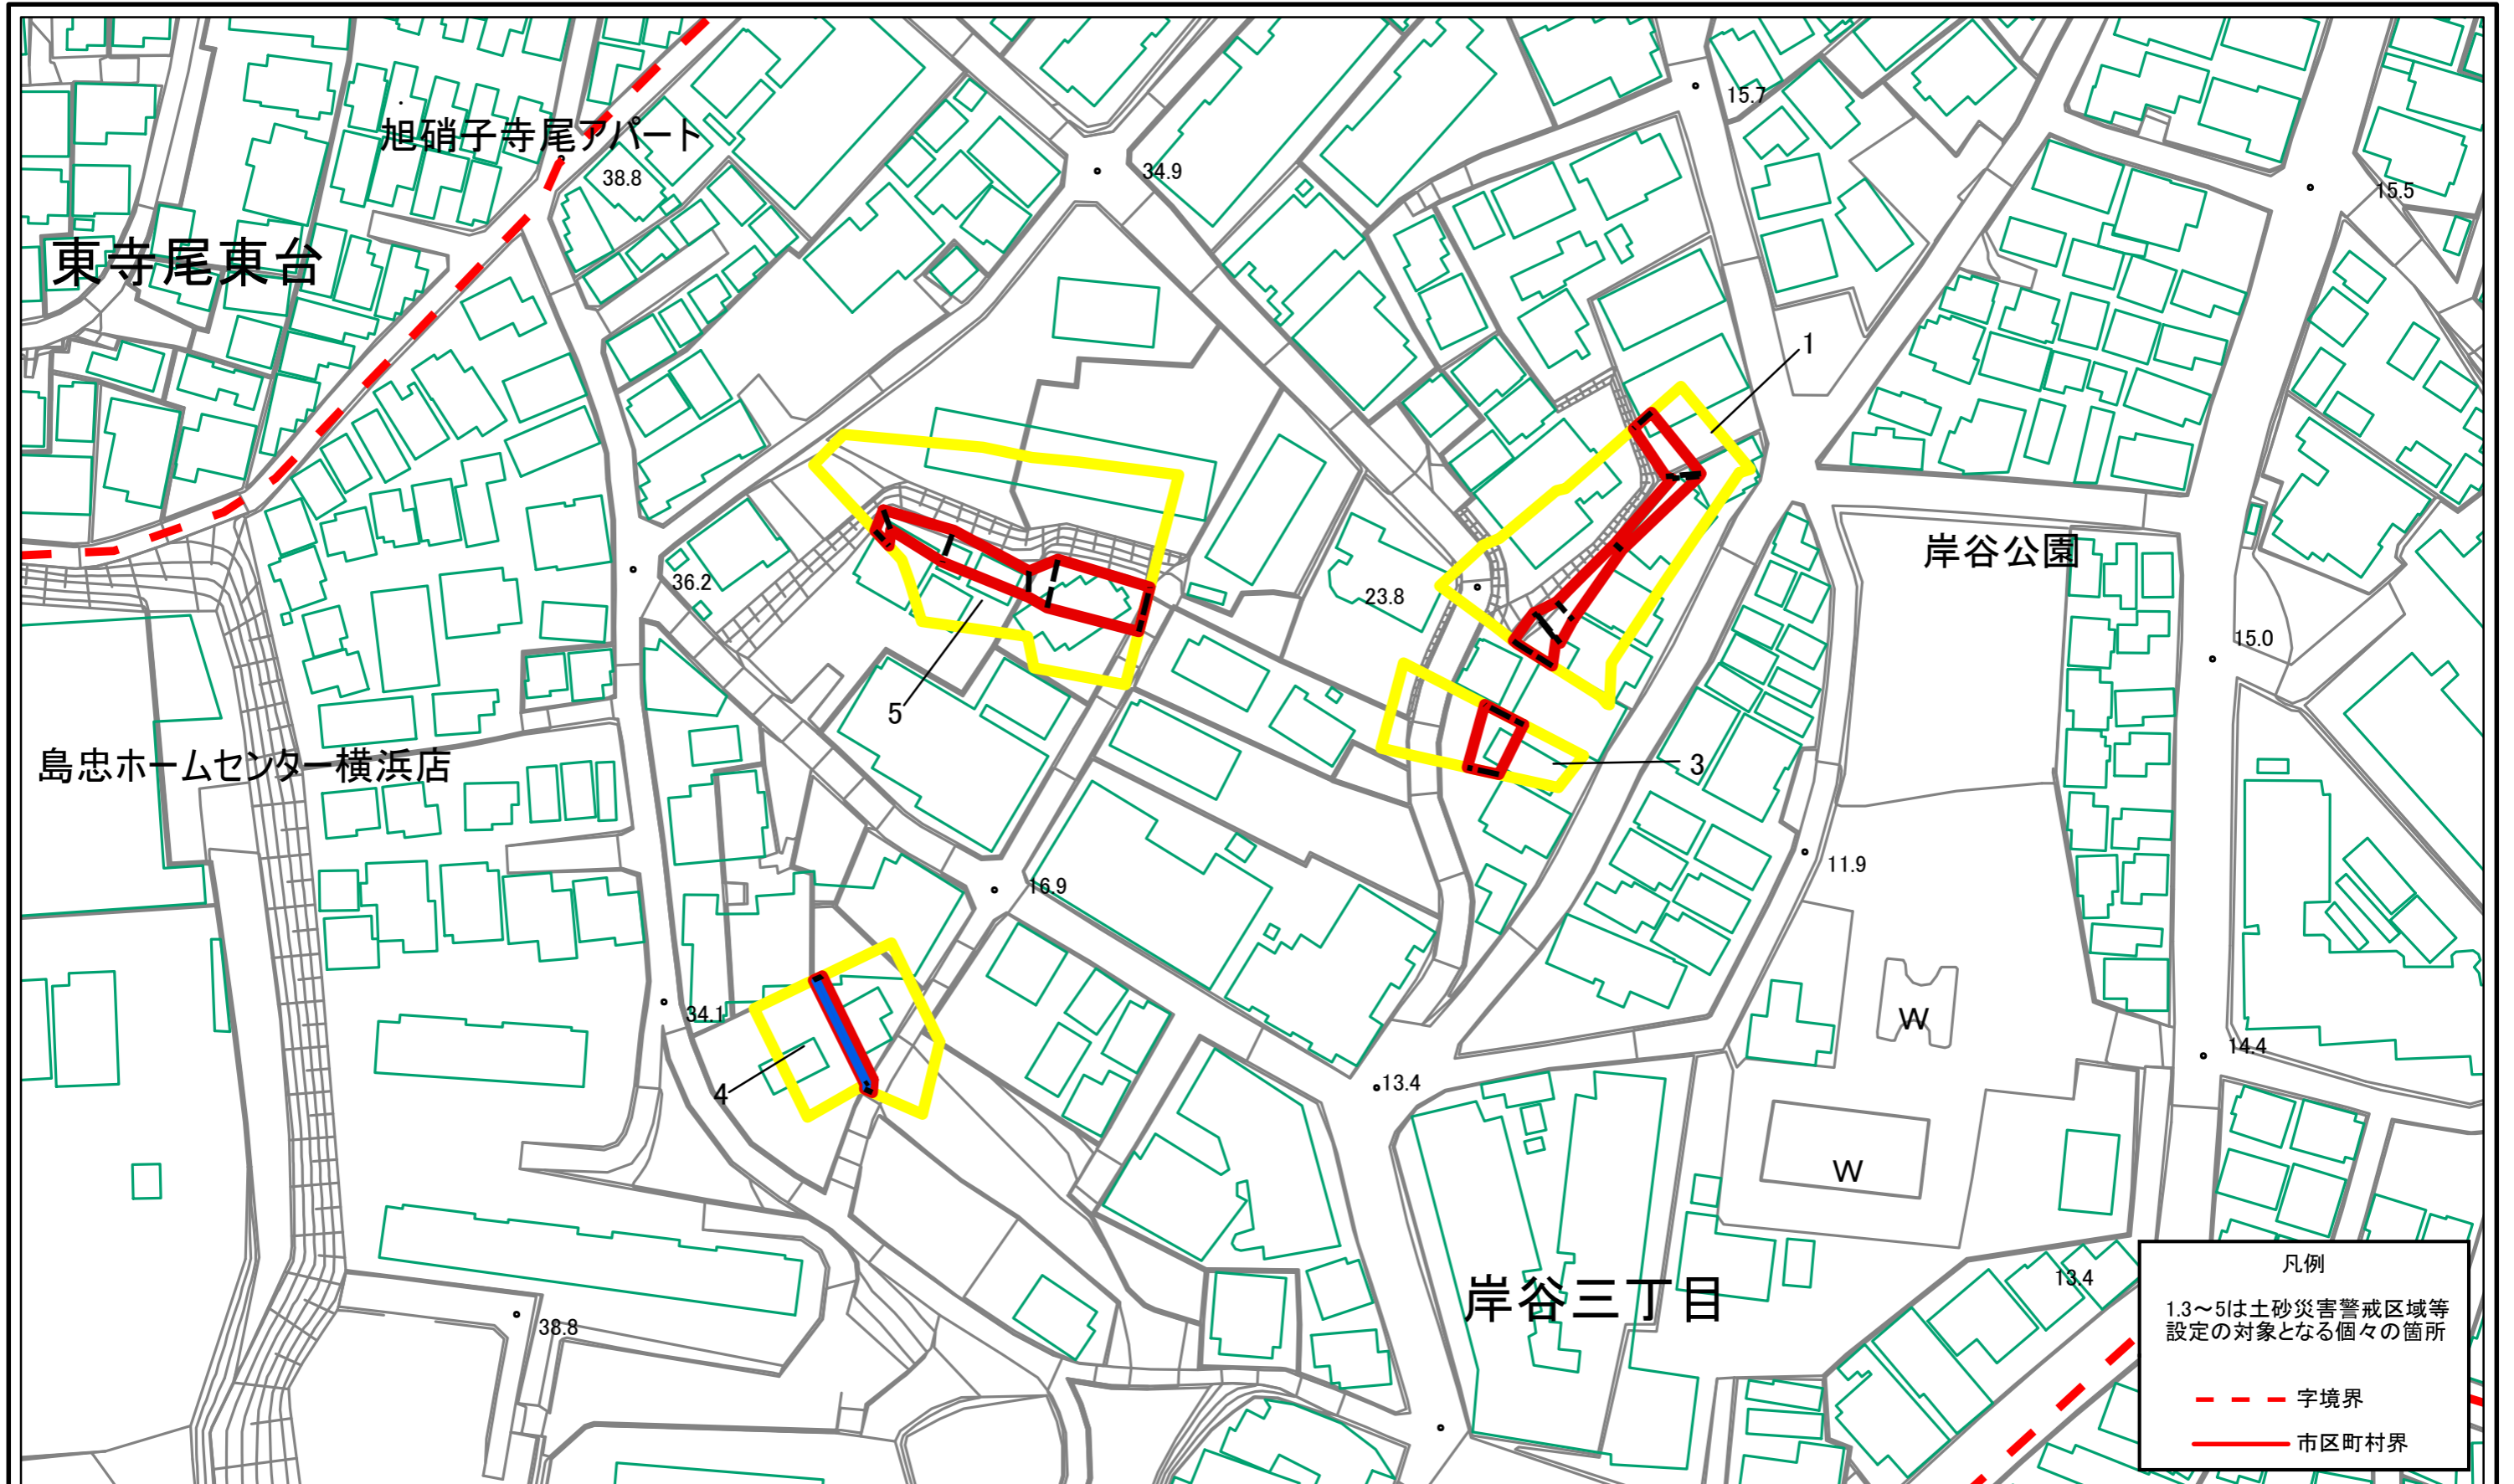 旭硝子寺尾アパート
東寺尾東台
38.8
34.9
15.7
15.5
1
岸谷公園
36.2
23.8
15.0
5
3
島忠ホームセンター横浜店
11.9
16.9
34.1
4
13.4
W
14.4
W
岸谷三丁目
13.4
38.8
凡例
1.3～5は土砂災害警戒区域等
設定の対象となる個々の箇所
字境界
市区町村界